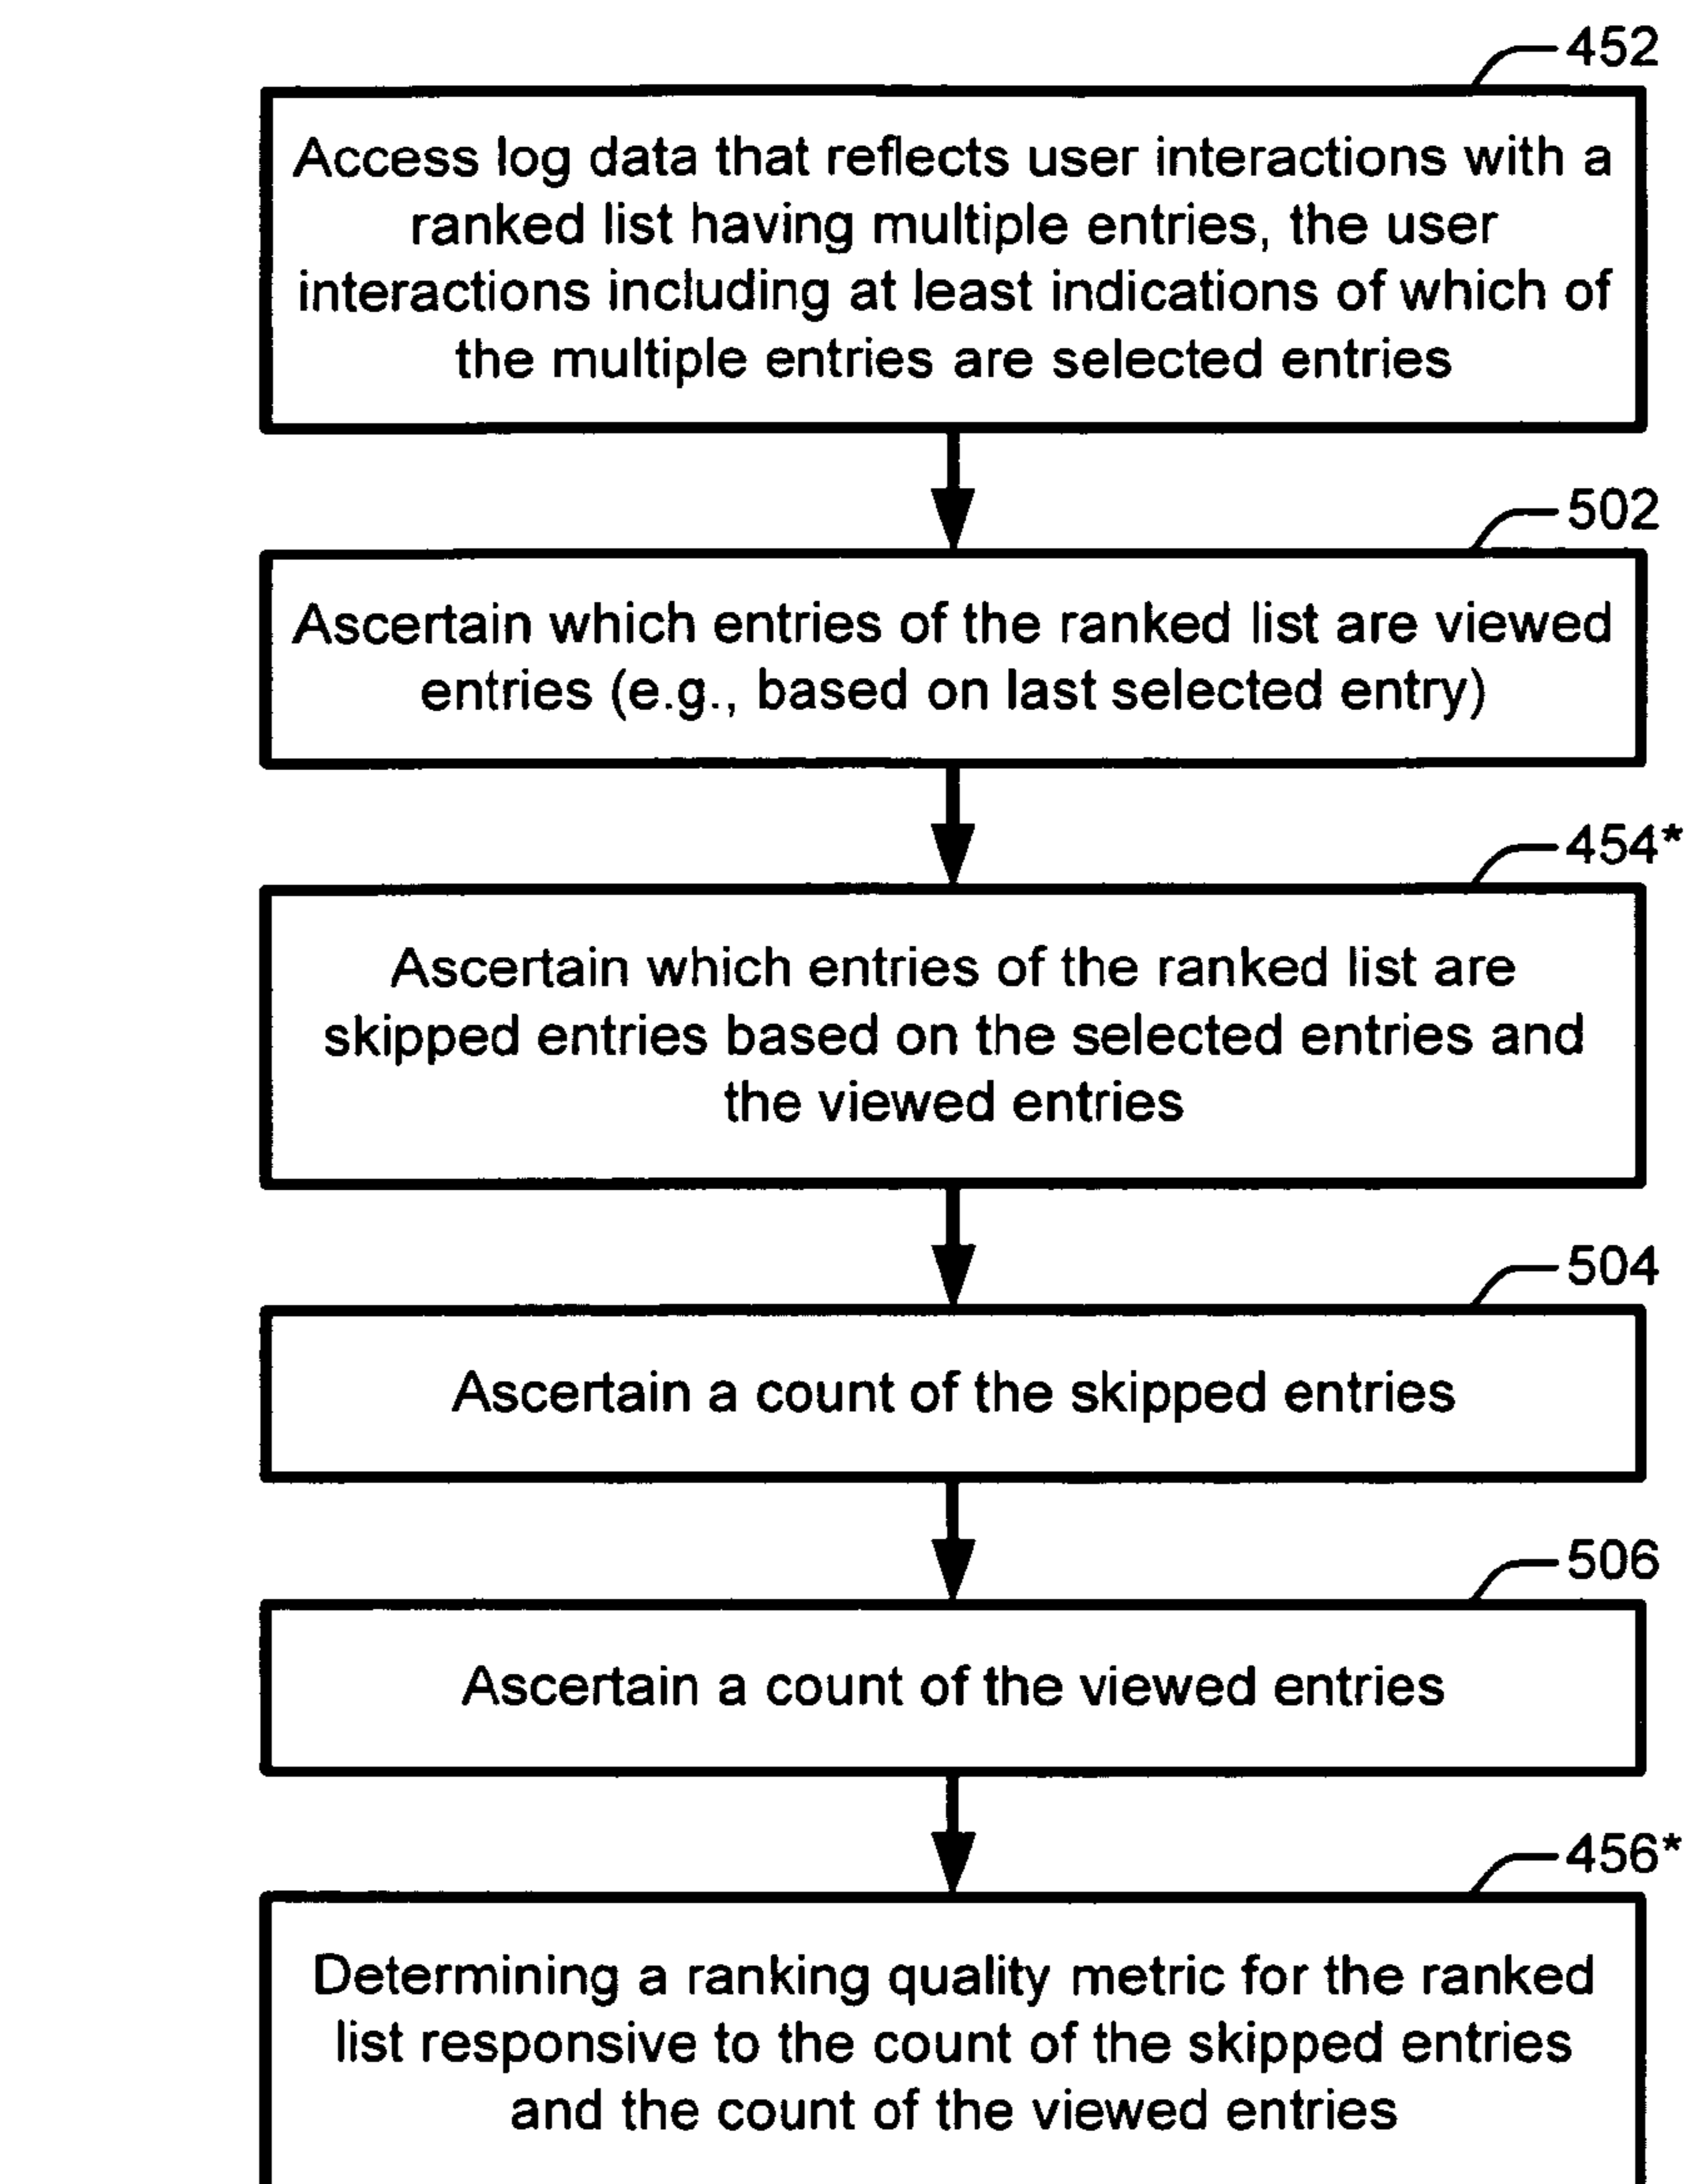 452
Access log data that reflects user interactions with a
ranked list having multiple entries, the user
interactions including at least indications of which of
the multiple entries are selected entries
502
Ascertain which entries of the ranked list are viewed
entries (e.g., based on last selected entry)
454*
Ascertain which entries of the ranked list are
skipped entries based on the selected entries and
the viewed entries
504
Ascertain a count of the skipped entries
506
Ascertain a count of the viewed entries
456*
Determining a ranking quality metric for the ranked
list responsive to the count of the skipped entries
and the count of the viewed entries